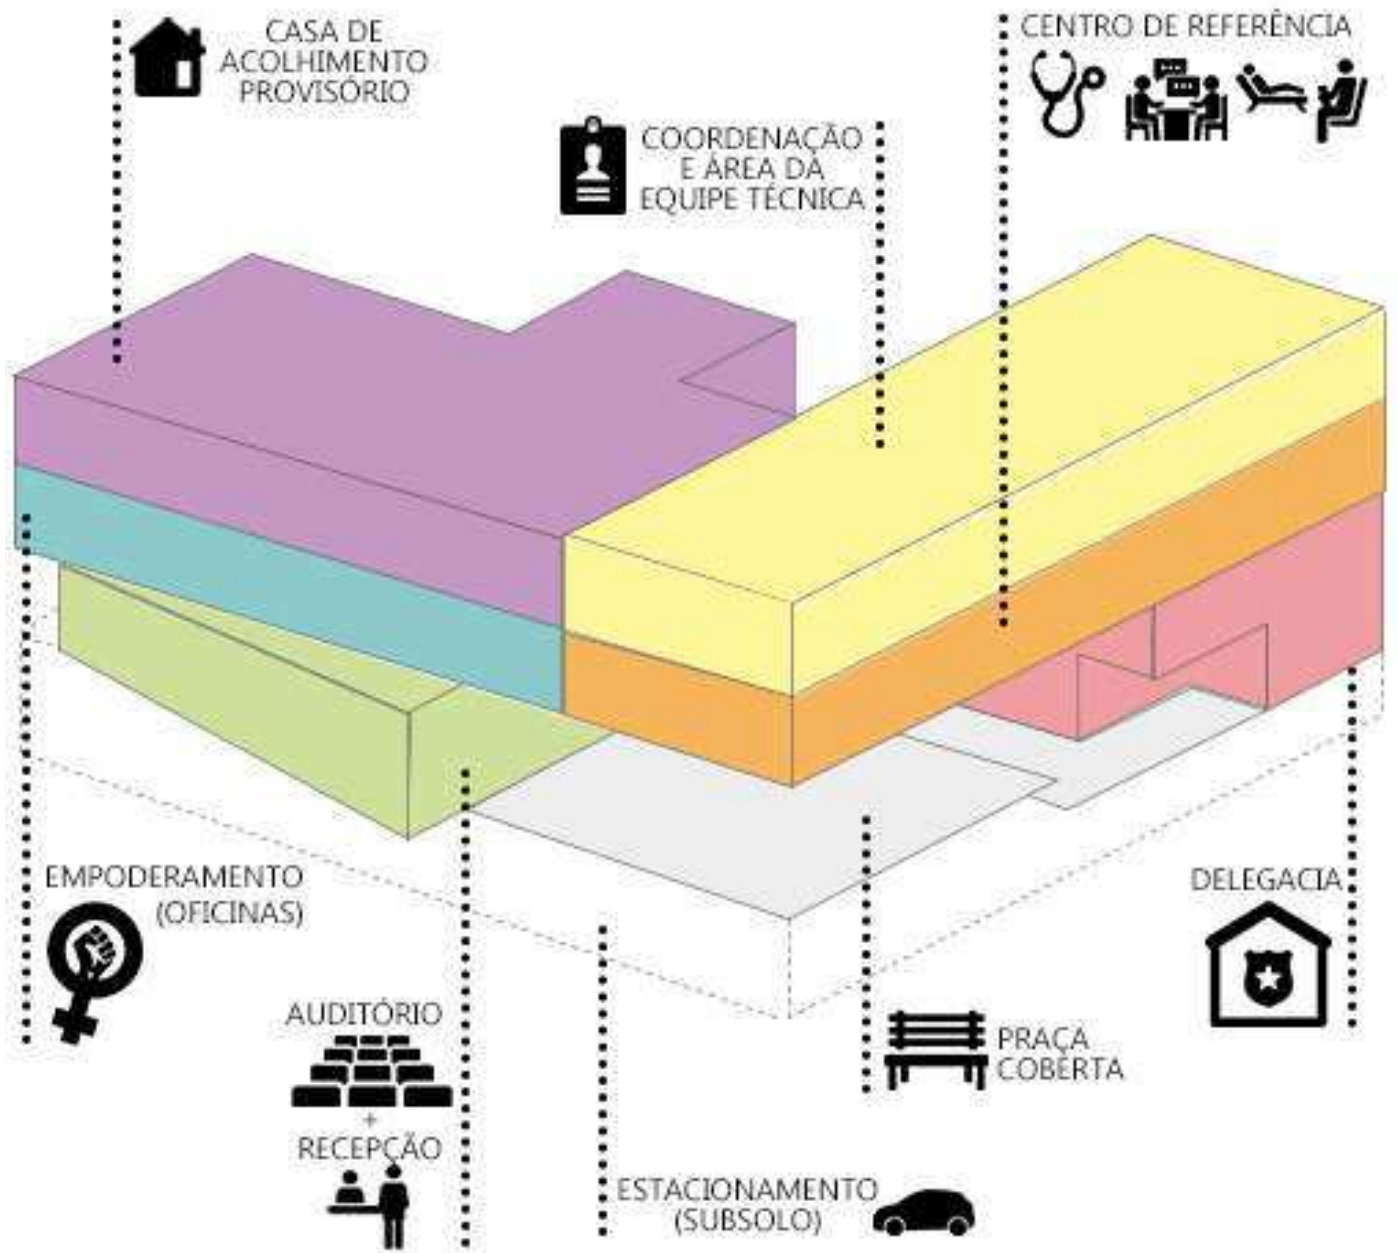 CASA DE
ACOLHIMENTO
PROVISÓRIO
CENTRO DE REFERÊNCIA
COORDENAÇÃO
E ÁREA DA
EQUIPE TÉCNICA
EMPODERAMENTO
(OFICINAS)
DELEGACIA
AUDITÓRIO
+
RECEPÇÃO
PRAÇA
COBERTA
ESTACIONAMENTO
(SUBSOLO)